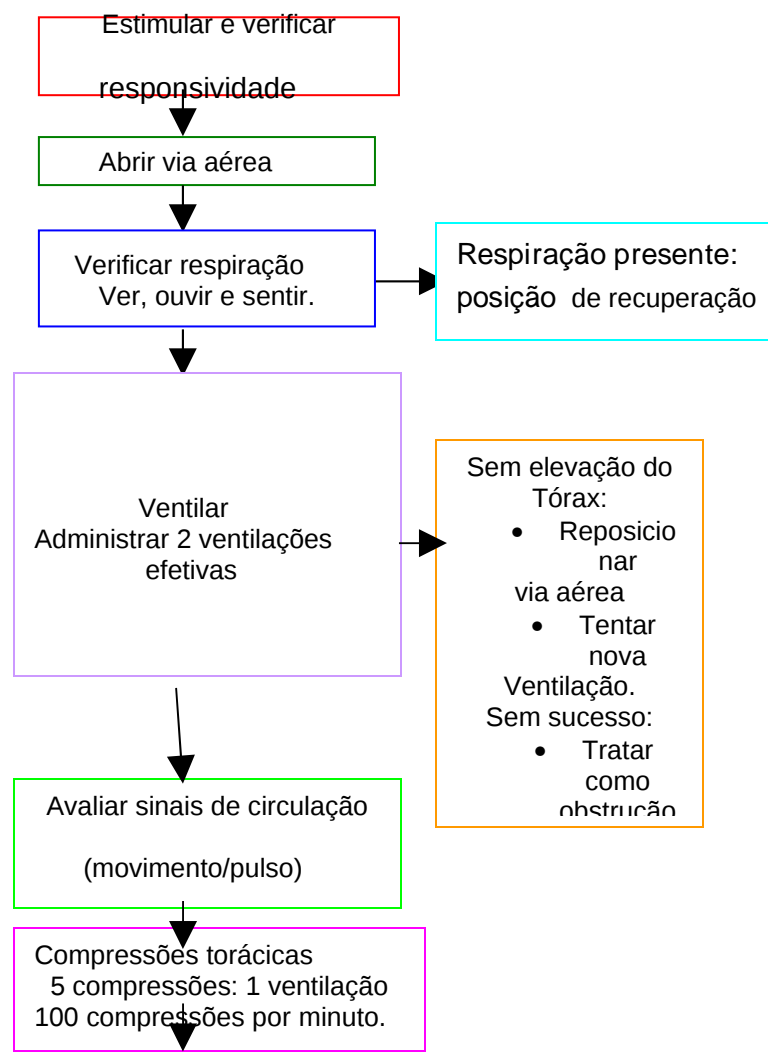 Estimular e verificar
responsividade
Abrir via aérea
Verificar respiração
Ver, ouvir e sentir.
Respiração presente:
posição de recuperação
Ventilar
Administrar 2 ventilações
efetivas
Sem elevação do
Tórax:
• Reposicio
nar
via aérea
• Tentar
nova
Ventilação.
Sem sucesso:
• Tratar
como
obstrução
Avaliar sinais de circulação
(movimento/pulso)
Compressões torácicas
5 compressões: 1 ventilação
100 compressões por minuto.